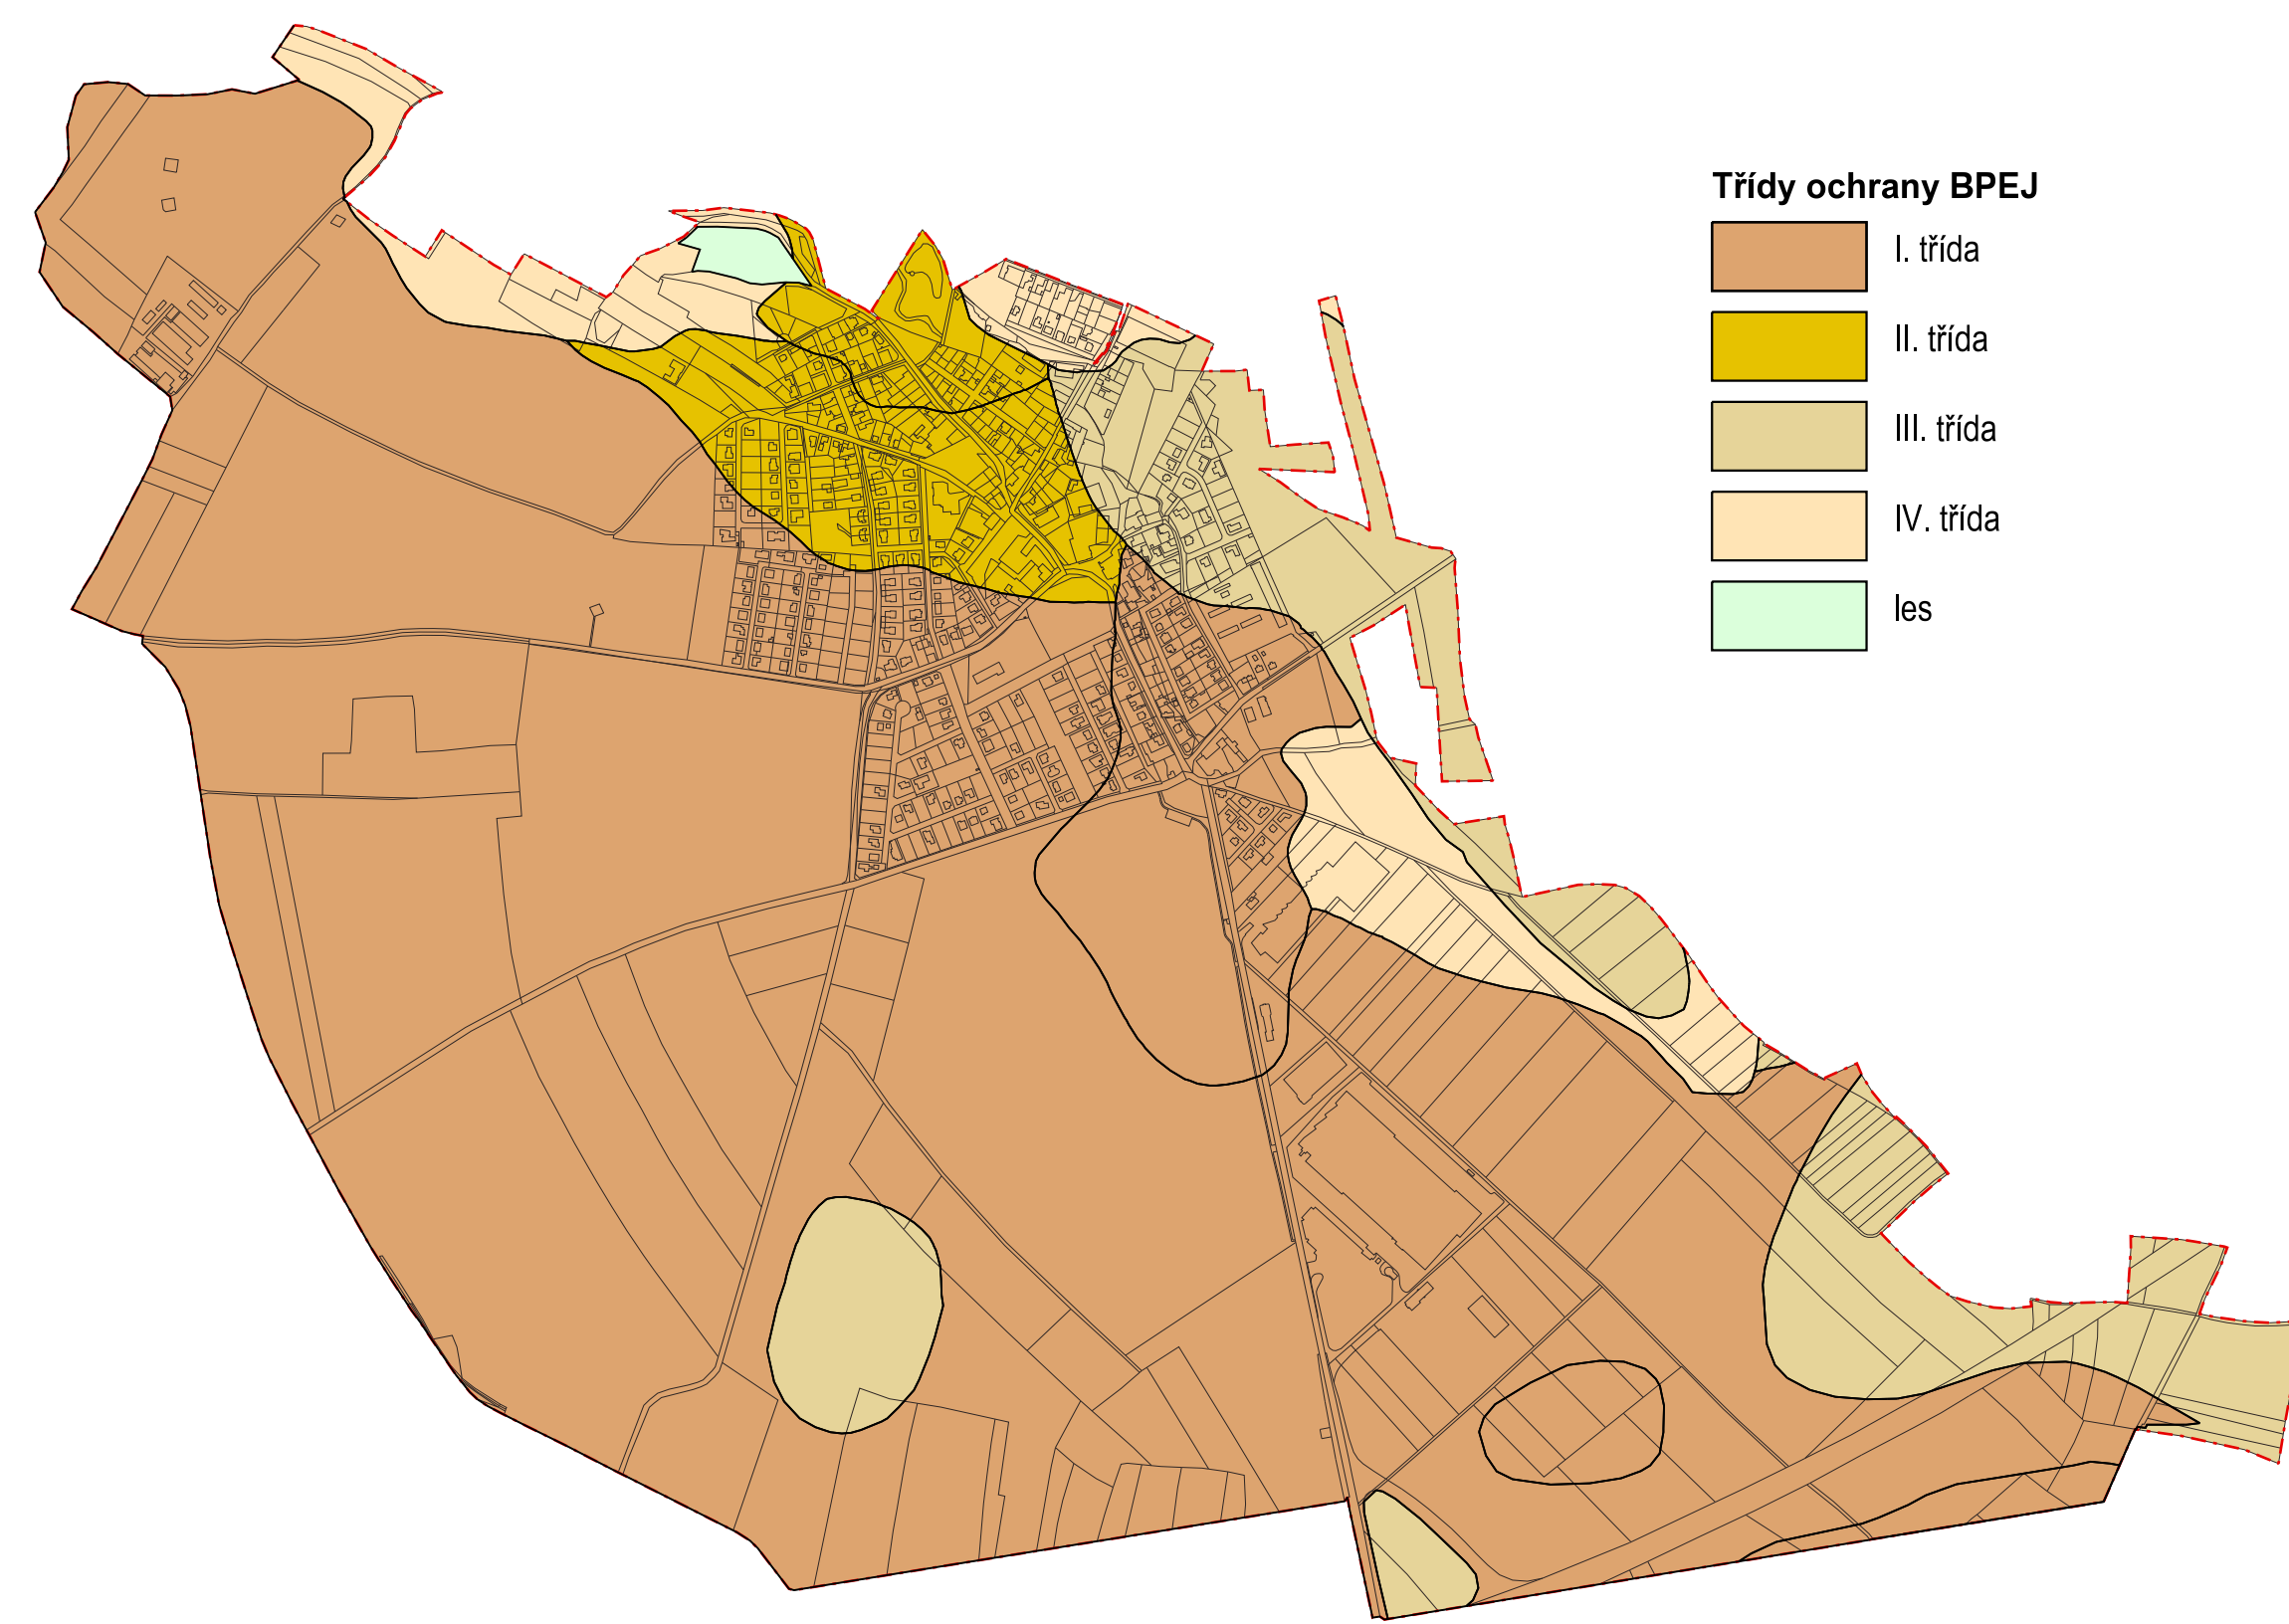 Třídy ochrany BPEJ
I. třída
II. třída
III. třída
IV. třída
les